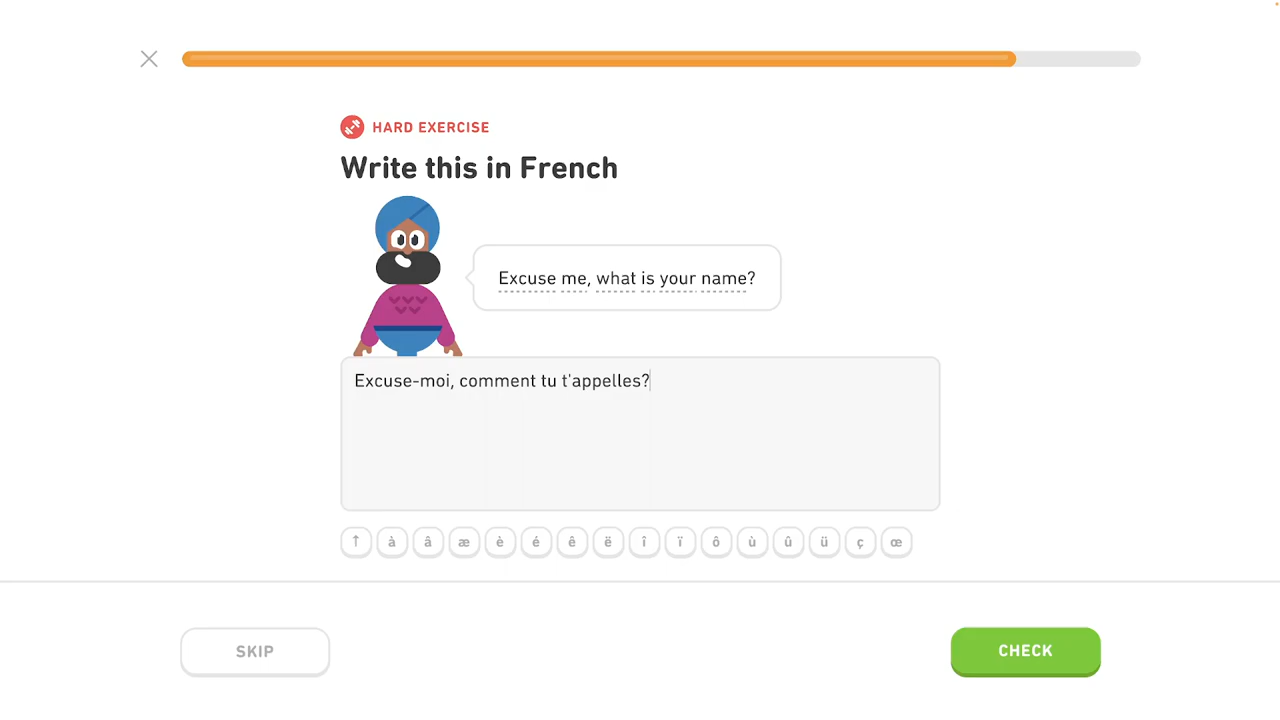 HARD EXERCISE
Write this in French
Excuse me, what is your name?
Excuse-moi, comment tu t'appelles?
↑ à â æ è é ê ë î ï ô ù û ü ç œ
SKIP
CHECK